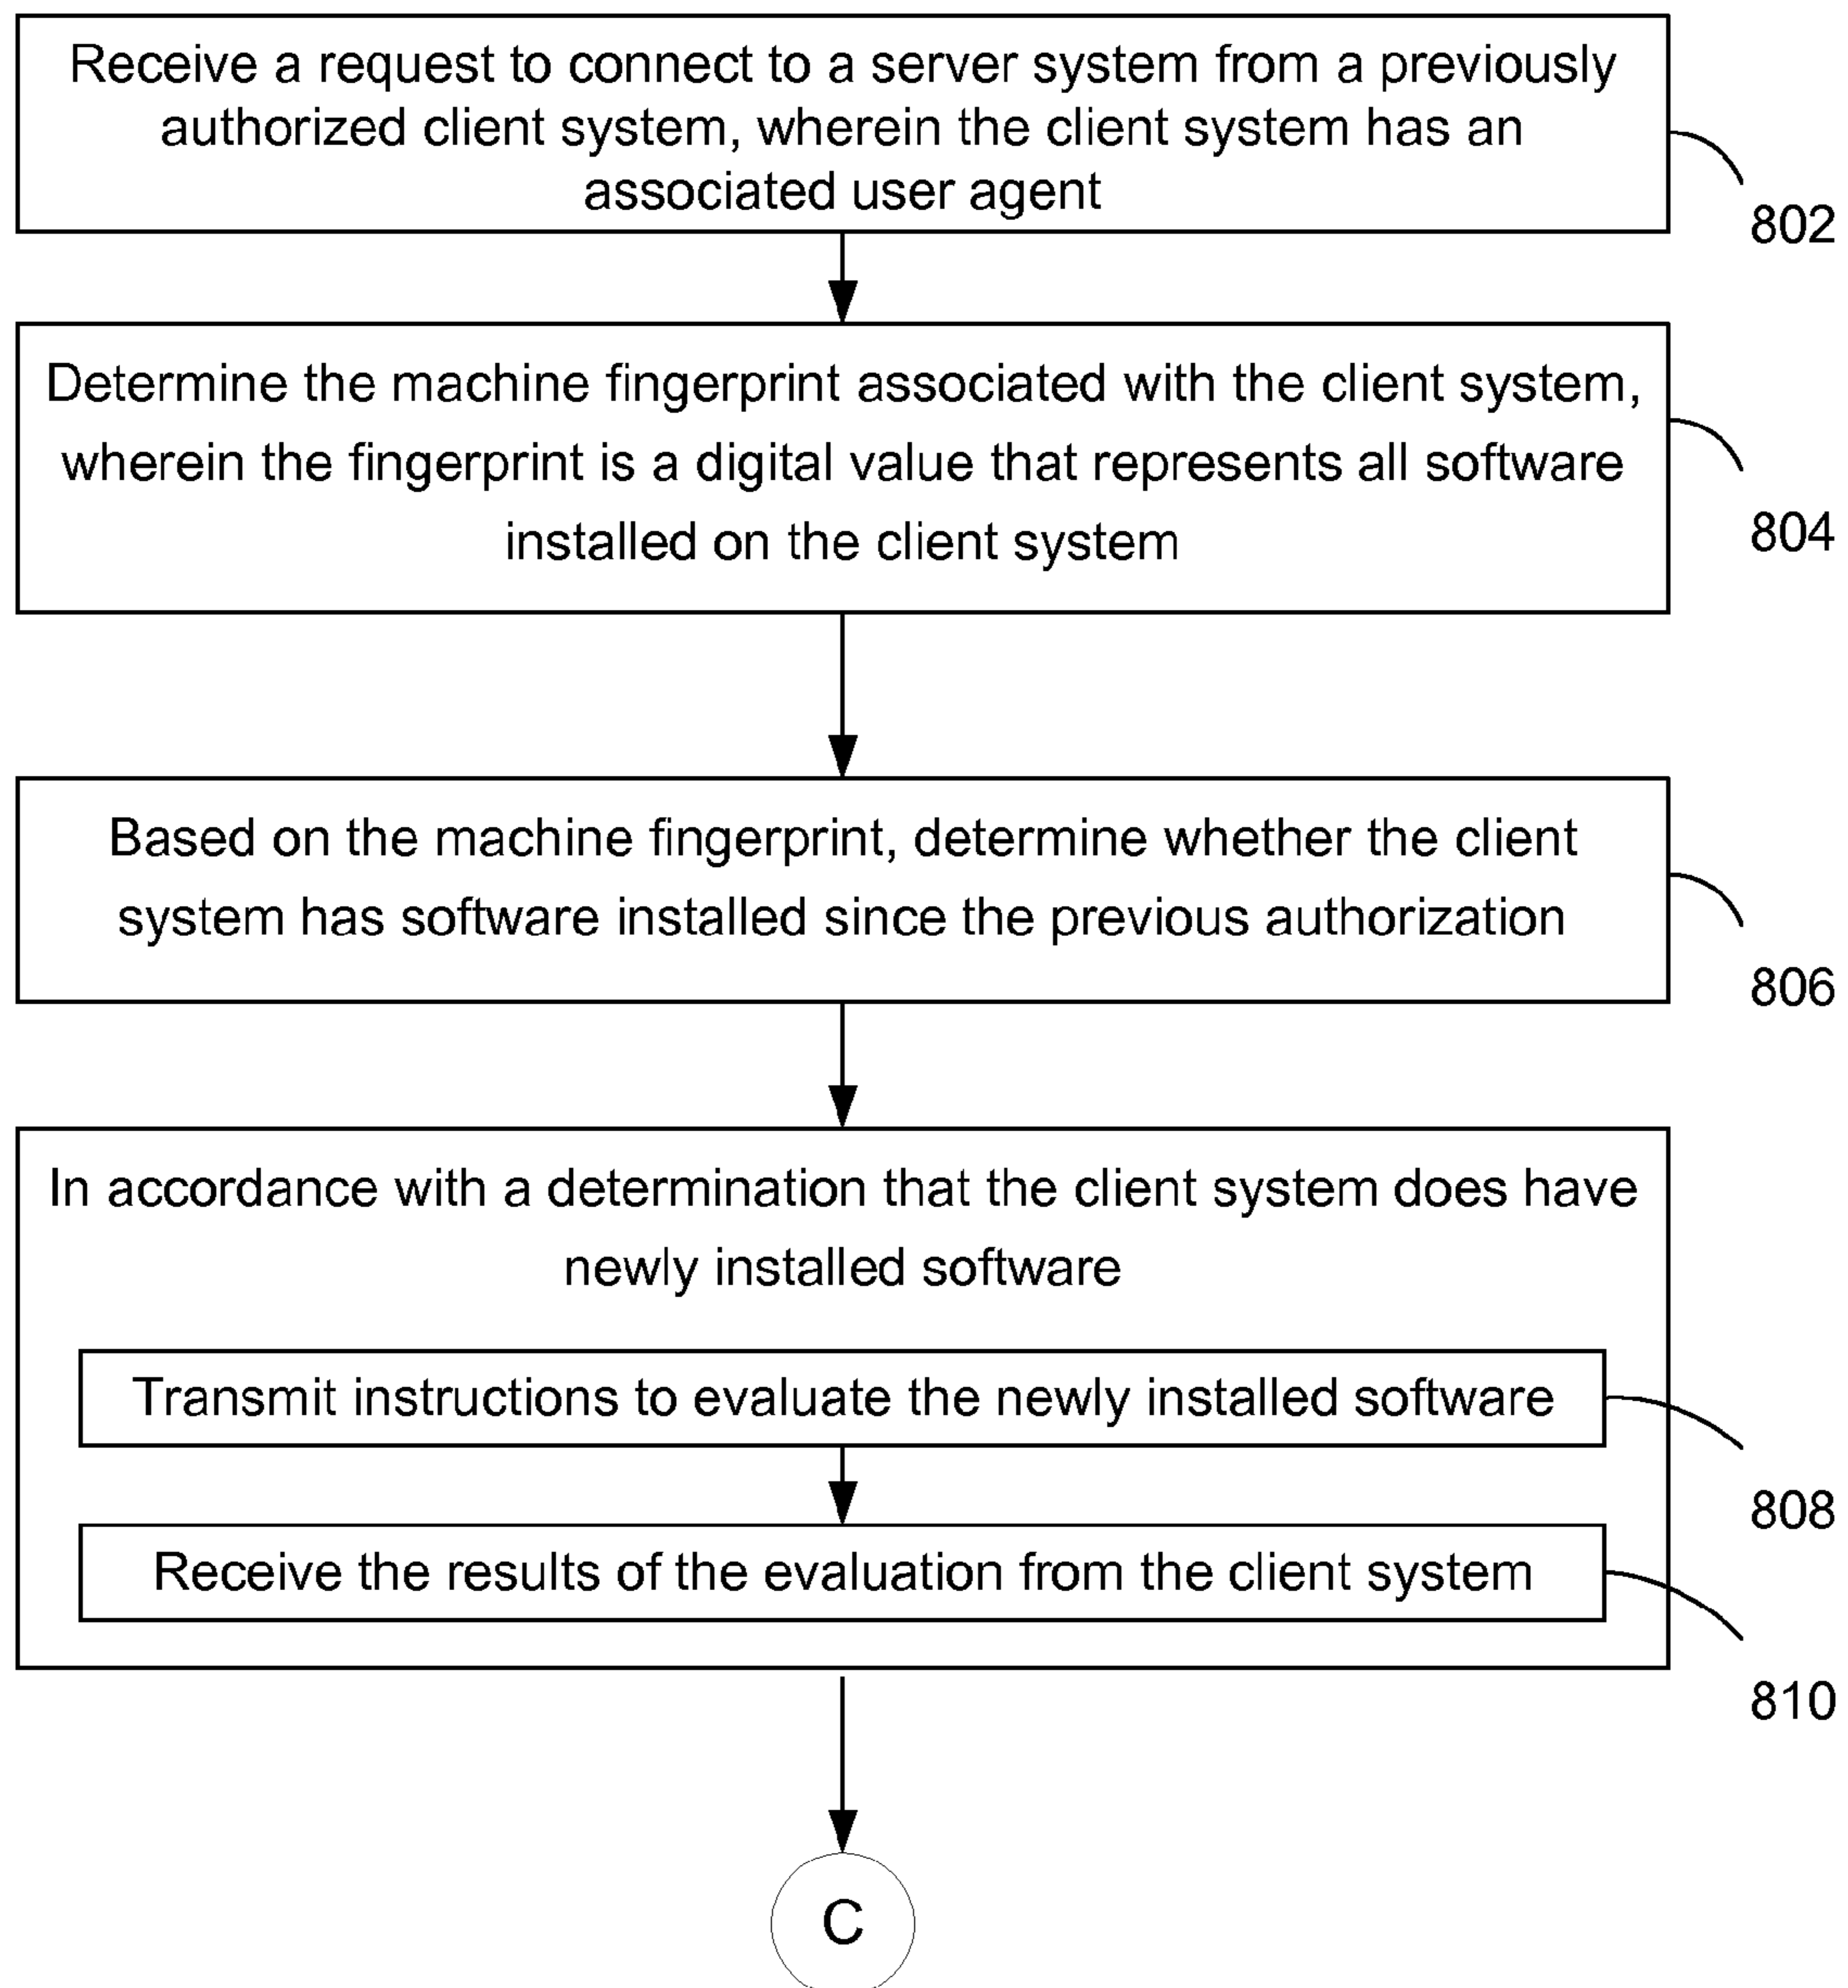 Receive a request to connect to a server system from a previously
authorized client system, wherein the client system has an
associated user agent
802
Determine the machine fingerprint associated with the client system,
wherein the fingerprint is a digital value that represents all software
installed on the client system
804
Based on the machine fingerprint, determine whether the client
system has software installed since the previous authorization
806
In accordance with a determination that the client system does have
newly installed software
Transmit instructions to evaluate the newly installed software
808
Receive the results of the evaluation from the client system
810
C